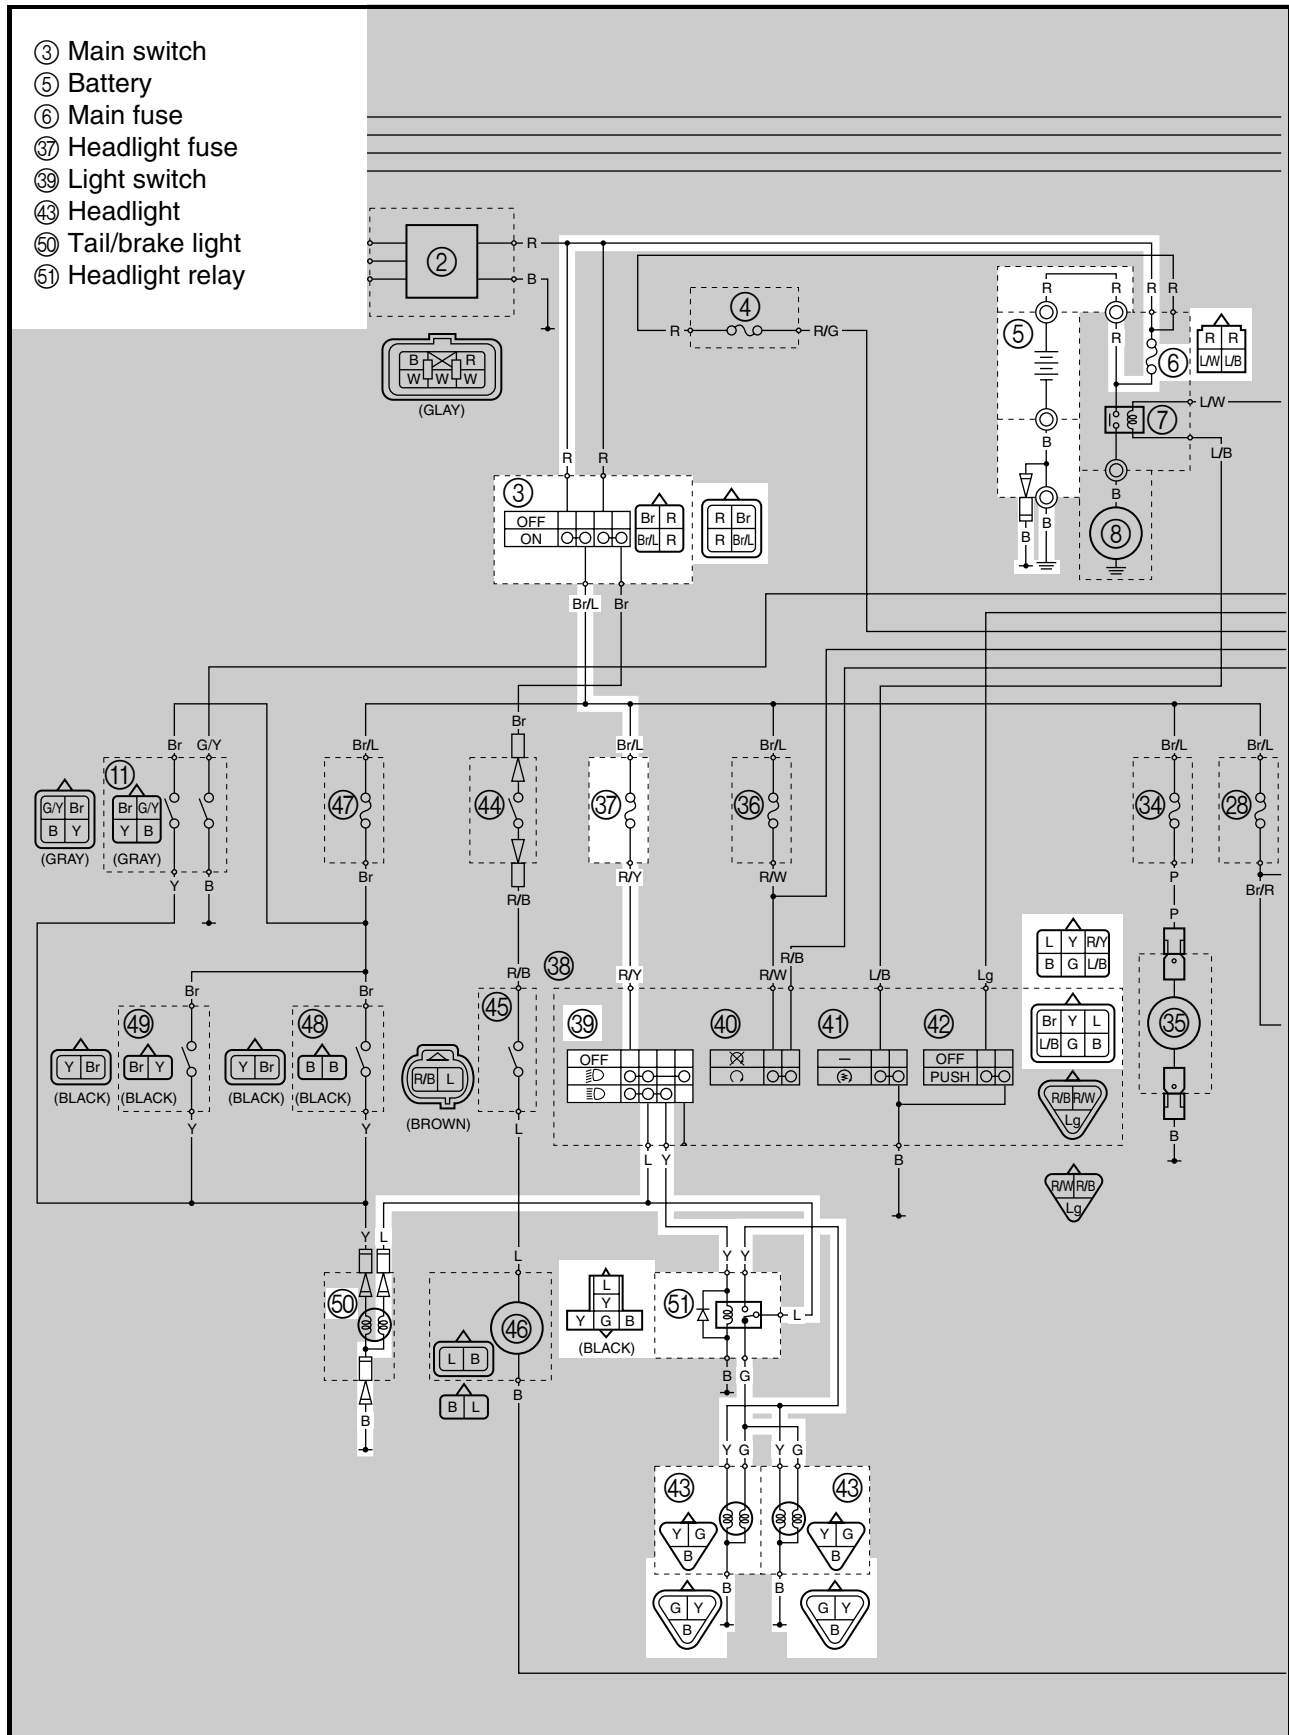 ③ Main switch
⑤ Battery
⑥ Main fuse
㊲ Headlight fuse
㊴ Light switch
㊸ Headlight
㊿ Tail/brake light
51 Headlight relay
② R
B
R R R R
④
R R/G
⑤
R
⑥
R R
L/W L/B
B R
W W W
(GLAY)
L/W
⑦
B
L/B
R R
B
③
OFF
ON
Br R
Br/L R
R Br
R Br/L
B B
⑧
Br/L Br
Br
Br G/Y Br/L Br/L Br/L Br/L Br/L
⑪
G/Y Br
B Y
(GRAY)
Br G/Y
Y B
(GRAY)
㊼ ㊹ ㊲ ㊱ ㉞ ㉘
Y B Br R/B R/Y R/W P Br/R
P
R/B ㊳ R/Y R/W R/B L/B Lg
L Y R/Y
B G L/B
Br Br
㊾ ㊽ ㊺ ㊴ ㊵ ㊶ ㊷ ㉟
Br Y L
L/B G B
Y Br
(BLACK)
Br Y
(BLACK)
Y Br
(BLACK)
B B
(BLACK)
R/B L
(BROWN)
OFF
OFF
PUSH
R/B R/W
Lg
Y Y L L Y B B
R/W R/B
Lg
Y L L
Y Y
㊿ ㊻
L
Y
Y G B
(BLACK)
51 L
L B
B L
B G
B B
Y G Y G
㊸ ㊸
Y G
B
Y G
B
B B
G Y
B
G Y
B